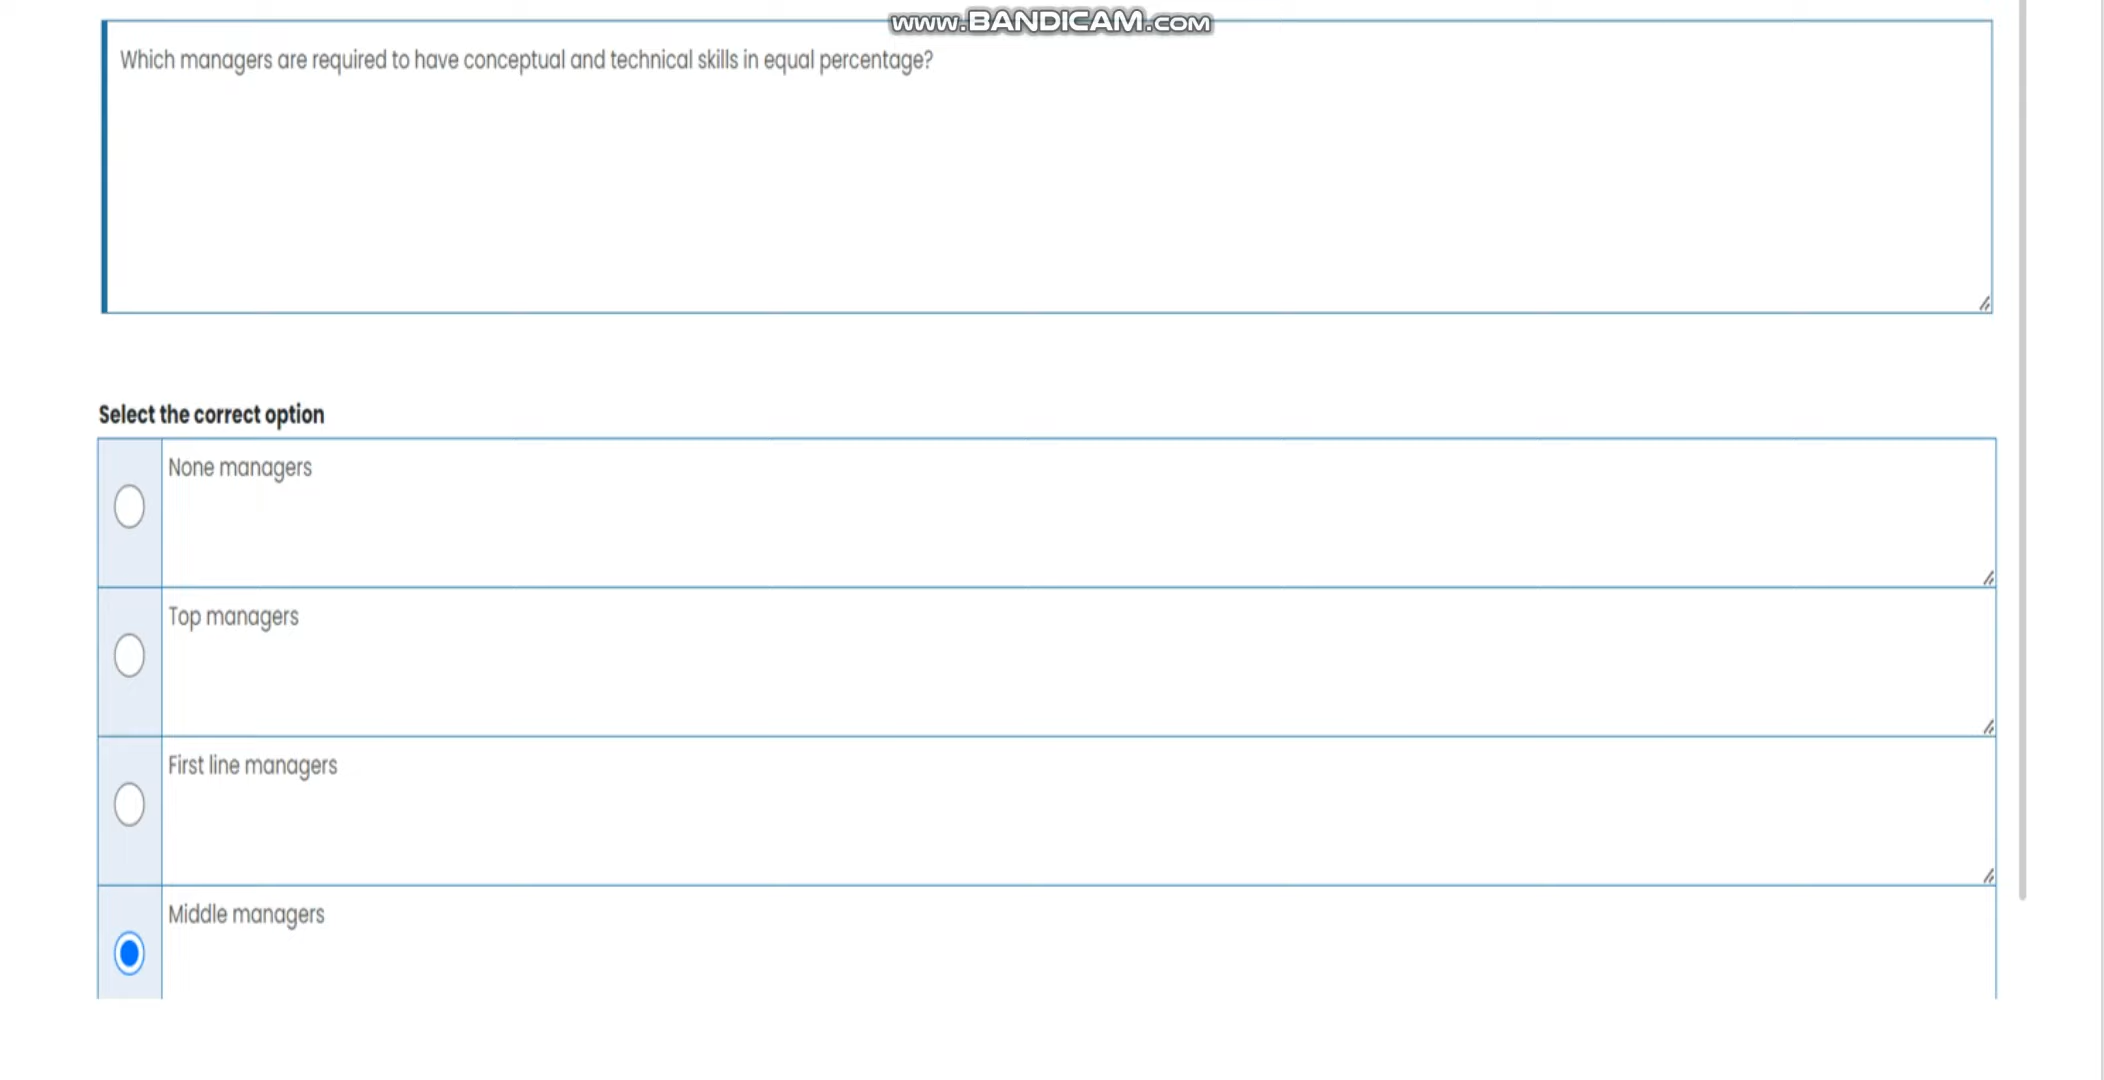 www.BANDICAM.com
Which managers are required to have conceptual and technical skills in equal percentage?
Select the correct option
None managers
Top managers
First line managers
Middle managers